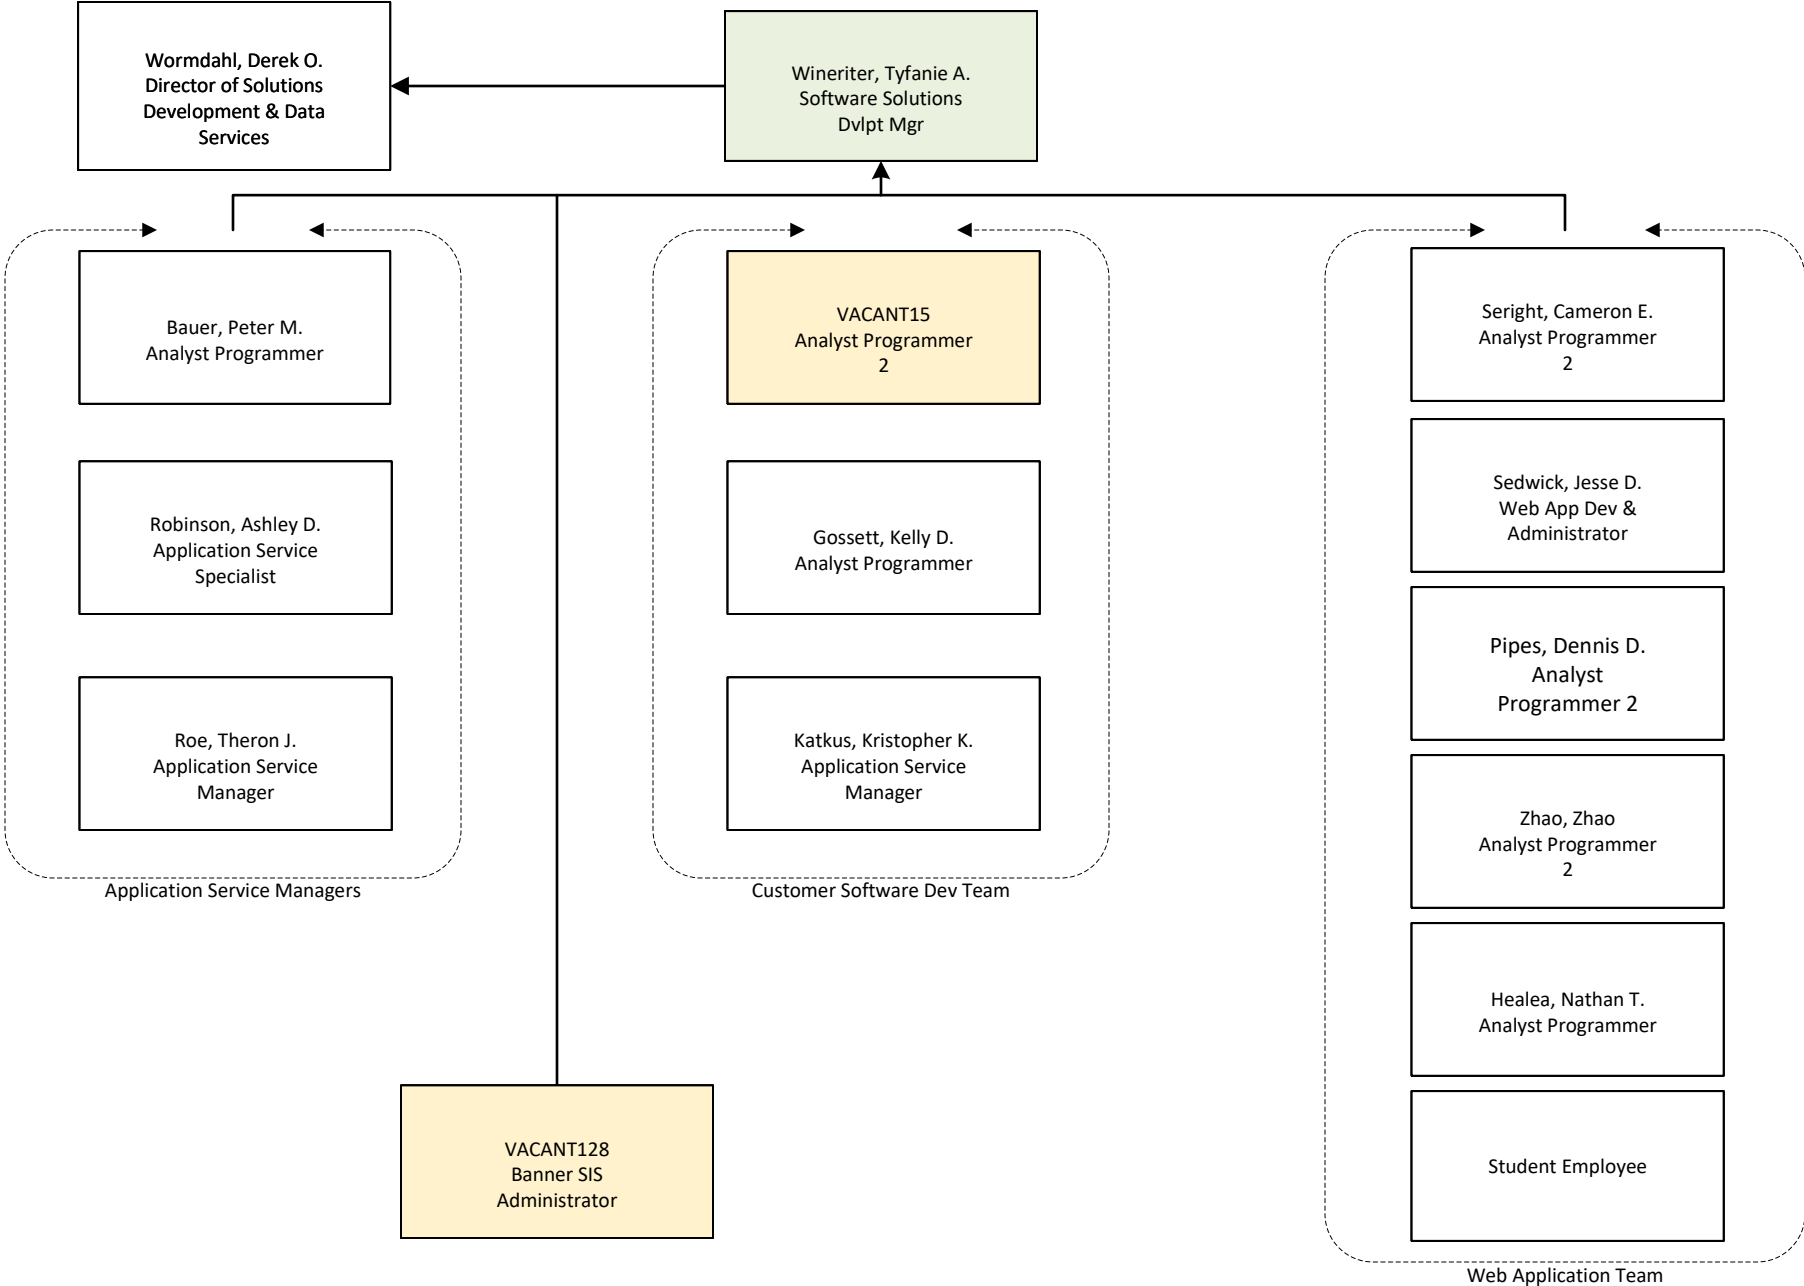 Wormdahl, Derek O.
Director of Solutions
Development & Data
Services
Wineriter, Tyfanie A.
Software Solutions
Dvlpt Mgr
Bauer, Peter M.
Analyst Programmer
Robinson, Ashley D.
Application Service
Specialist
Roe, Theron J.
Application Service
Manager
Application Service Managers
VACANT15
Analyst Programmer
2
Gossett, Kelly D.
Analyst Programmer
Katkus, Kristopher K.
Application Service
Manager
Customer Software Dev Team
Seright, Cameron E.
Analyst Programmer
2
Sedwick, Jesse D.
Web App Dev &
Administrator
Pipes, Dennis D.
Analyst
Programmer 2
Zhao, Zhao
Analyst Programmer
2
Healea, Nathan T.
Analyst Programmer
Student Employee
Web Application Team
VACANT128
Banner SIS
Administrator